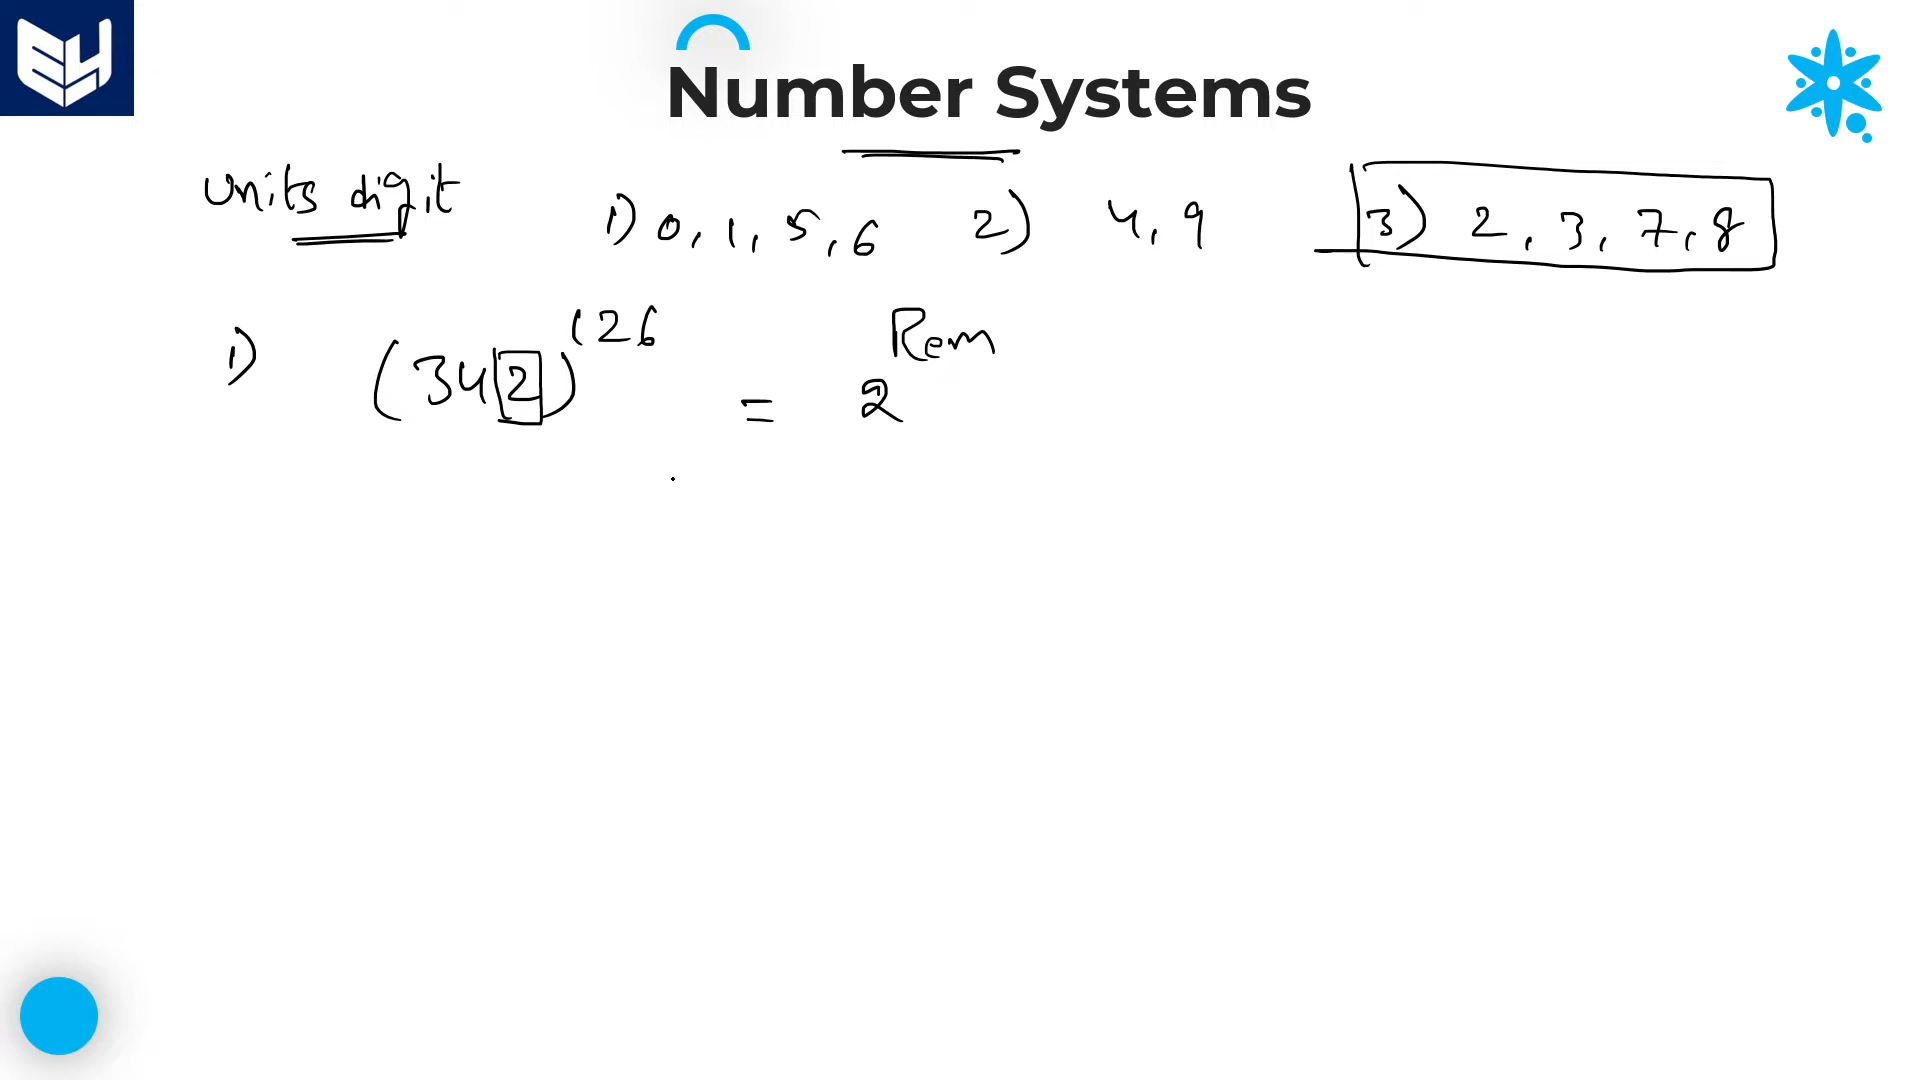 Number Systems
Units digit 1) 0, 1, 5, 6 2) 4, 9 3) 2, 3, 7, 8
1) (342)^126 = 2^Rem